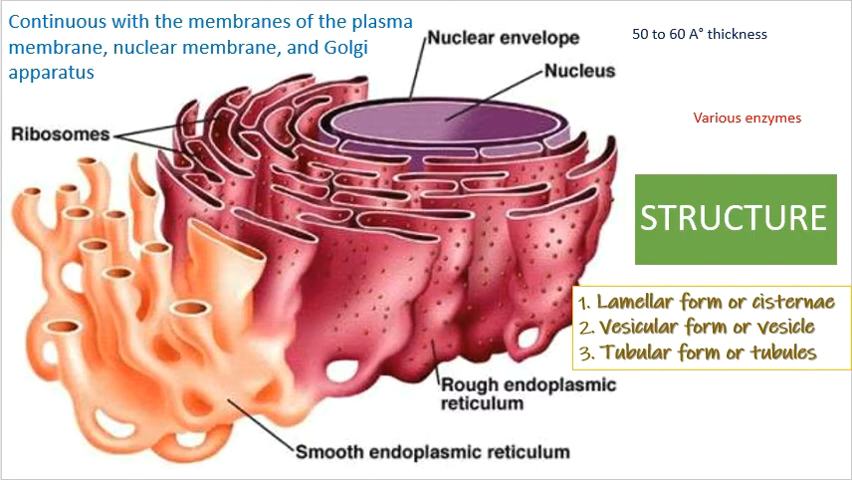 Continuous with the membranes of the plasma
membrane, nuclear membrane, and Golgi
apparatus
Nuclear envelope
50 to 60 A° thickness
Nucleus
Various enzymes
Ribosomes
STRUCTURE
1. Lamellar form or cisternae
2. Vesicular form or vesicle
3. Tubular form or tubules
Rough endoplasmic
reticulum
Smooth endoplasmic reticulum